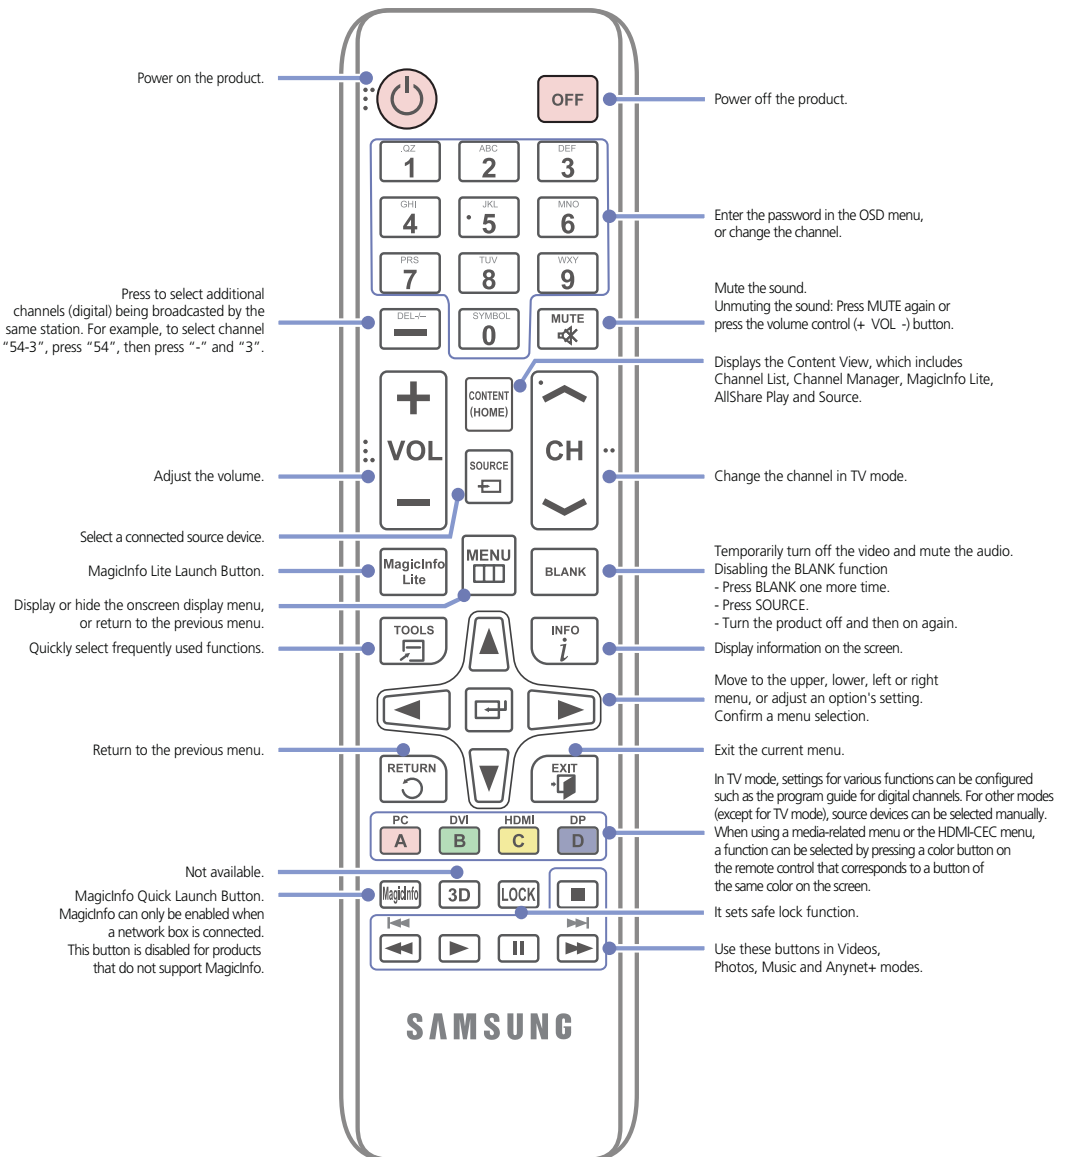 Power on the product.
OFF
Power off the product.
.QZ
1
ABC
2
DEF
3
GHI
4
JKL
5
MNO
6
Enter the password in the OSD menu,
or change the channel.
PRS
7
TUV
8
WXY
9
Press to select additional
channels (digital) being broadcasted by the
same station. For example, to select channel
“54-3”, press “54”, then press “-” and “3”.
DEL-/--
SYMBOL
0
MUTE
Mute the sound.
Unmuting the sound: Press MUTE again or
press the volume control (+ VOL -) button.
CONTENT
(HOME)
Displays the Content View, which includes
Channel List, Channel Manager, MagicInfo Lite,
AllShare Play and Source.
VOL
CH
SOURCE
Adjust the volume.
Change the channel in TV mode.
Select a connected source device.
MagicInfo
Lite
MENU
BLANK
MagicInfo Lite Launch Button.
Temporarily turn off the video and mute the audio.
Disabling the BLANK function
- Press BLANK one more time.
- Press SOURCE.
- Turn the product off and then on again.
Display or hide the onscreen display menu,
or return to the previous menu.
TOOLS
INFO
i
Quickly select frequently used functions.
Display information on the screen.
Move to the upper, lower, left or right
menu, or adjust an option's setting.
Confirm a menu selection.
Return to the previous menu.
Exit the current menu.
RETURN
EXIT
In TV mode, settings for various functions can be configured
such as the program guide for digital channels. For other modes
(except for TV mode), source devices can be selected manually.
When using a media-related menu or the HDMI-CEC menu,
a function can be selected by pressing a color button on
the remote control that corresponds to a button of
the same color on the screen.
PC
DVI
HDMI
DP
A
B
C
D
Not available.
MagicInfo
3D
LOCK
MagicInfo Quick Launch Button.
MagicInfo can only be enabled when
a network box is connected.
This button is disabled for products
that do not support MagicInfo.
It sets safe lock function.
Use these buttons in Videos,
Photos, Music and Anynet+ modes.
SAMSUNG